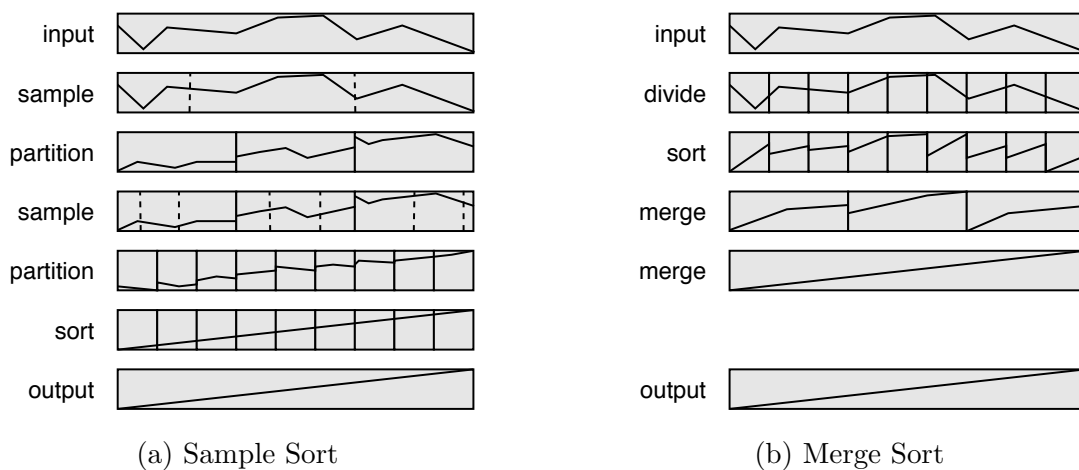 input
sample
partition
sample
partition
sort
output
(a) Sample Sort
input
divide
sort
merge
merge
output
(b) Merge Sort